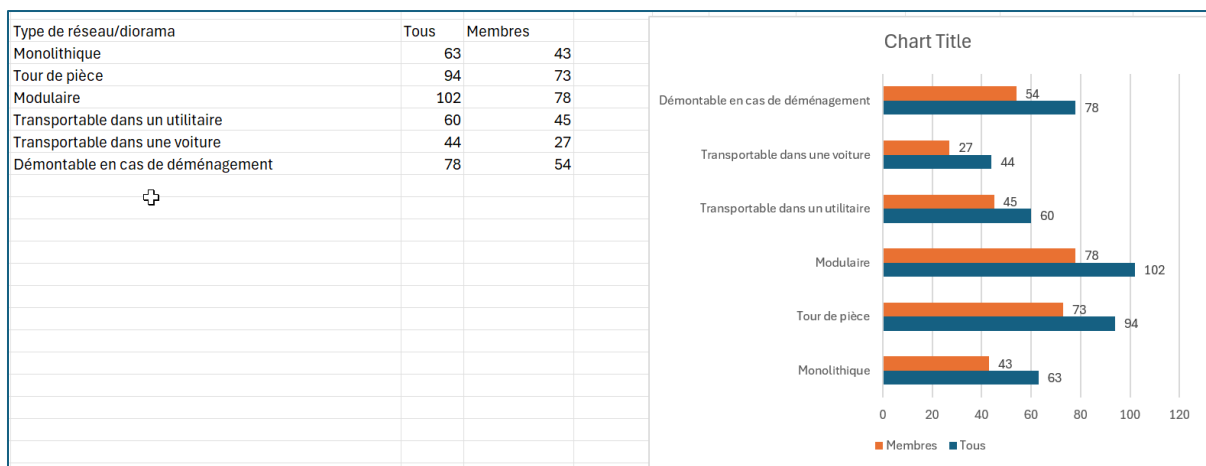 Type de réseau/diorama Tous Membres
Monolithique 63 43
Tour de pièce 94 73
Modulaire 102 78
Transportable dans un utilitaire 60 45
Transportable dans une voiture 44 27
Démontable en cas de déménagement 78 54
Chart Title
Démontable en cas de déménagement 54
78
Transportable dans une voiture 27
44
Transportable dans un utilitaire 45
60
Modulaire 78
102
Tour de pièce 73
94
Monolithique 43
63
0 20 40 60 80 100 120
Membres Tous